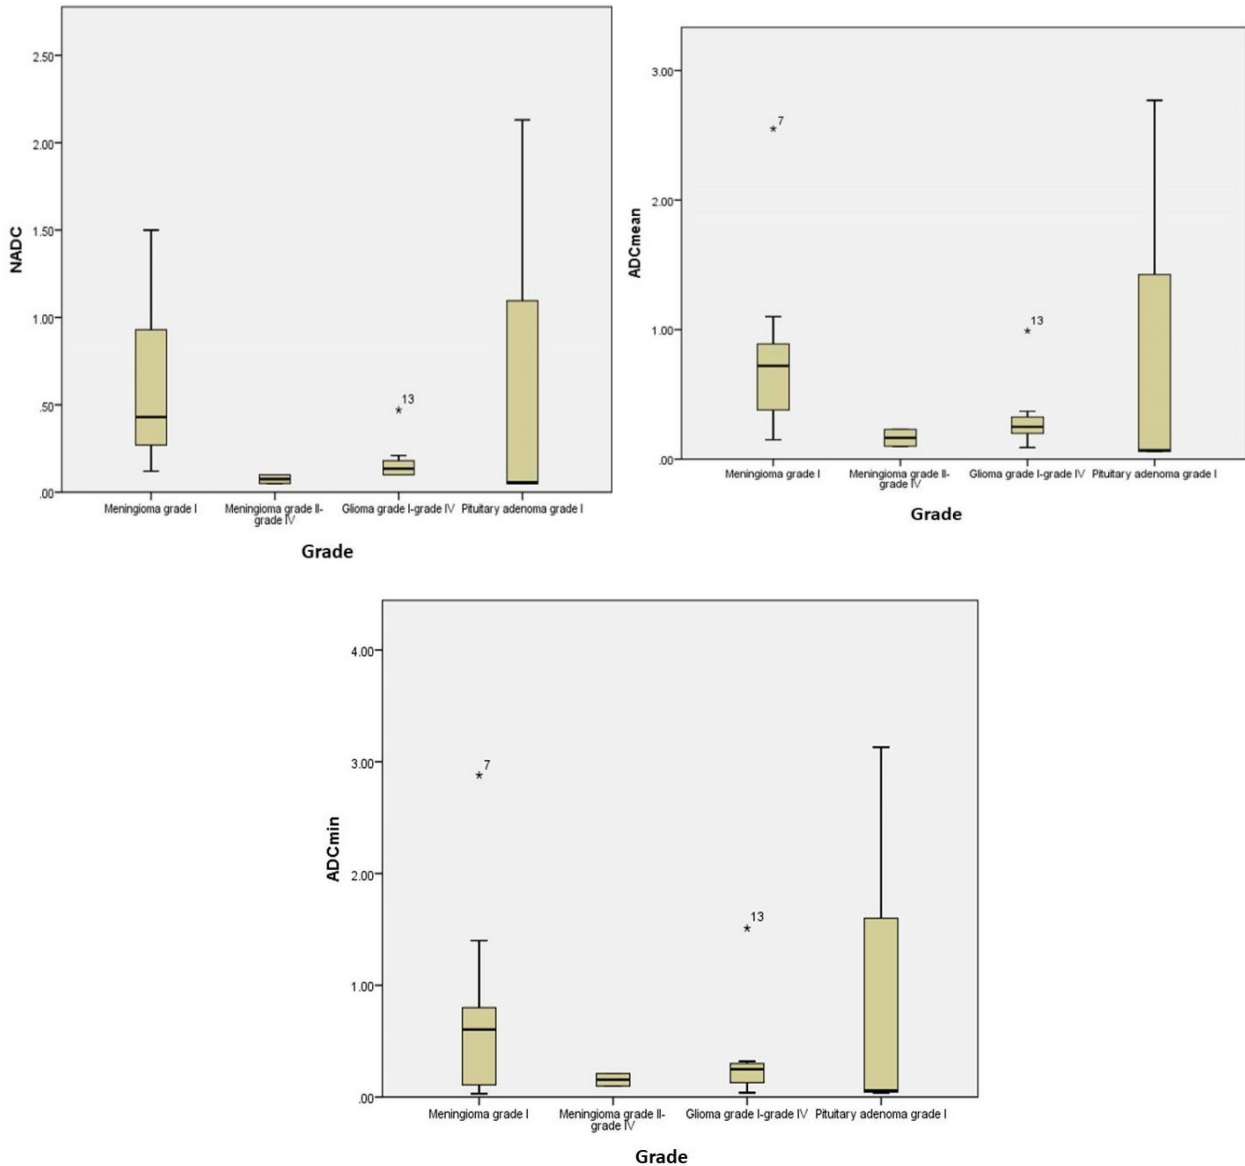 2.50
2.00
1.50
1.00
.50
.00
NADC
13
Meningioma grade I
Meningioma grade II-
grade IV
Glioma grade I-grade IV
Pituitary adenoma grade I
Grade
3.00
2.00
1.00
.00
ADCmean
7
13
Meningioma grade I
Meningioma grade II-
grade IV
Glioma grade I-grade IV
Pituitary adenoma grade I
Grade
4.00
3.00
2.00
1.00
.00
ADCmin
7
13
Meningioma grade I
Meningioma grade II-
grade IV
Glioma grade I-grade IV
Pituitary adenoma grade I
Grade